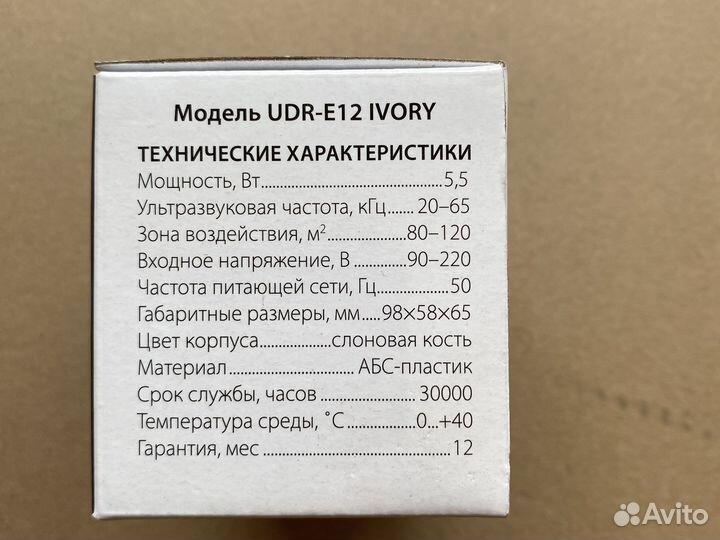 Модель UDR-E12 IVORY
ТЕХНИЧЕСКИЕ ХАРАКТЕРИСТИКИ
Мощность, Вт................................................5,5
Ультразвуковая частота, кГц....... 20–65
Зона воздействия, м².....................80–120
Входное напряжение, В ..............90–220
Частота питающей сети, Гц...................50
Габаритные размеры, мм.....98×58×65
Цвет корпуса...................слоновая кость
Материал................................. АБС-пластик
Срок службы, часов ......................... 30000
Температура среды, ˚С..................0...+40
Гарантия, мес ..................................................12
Avito